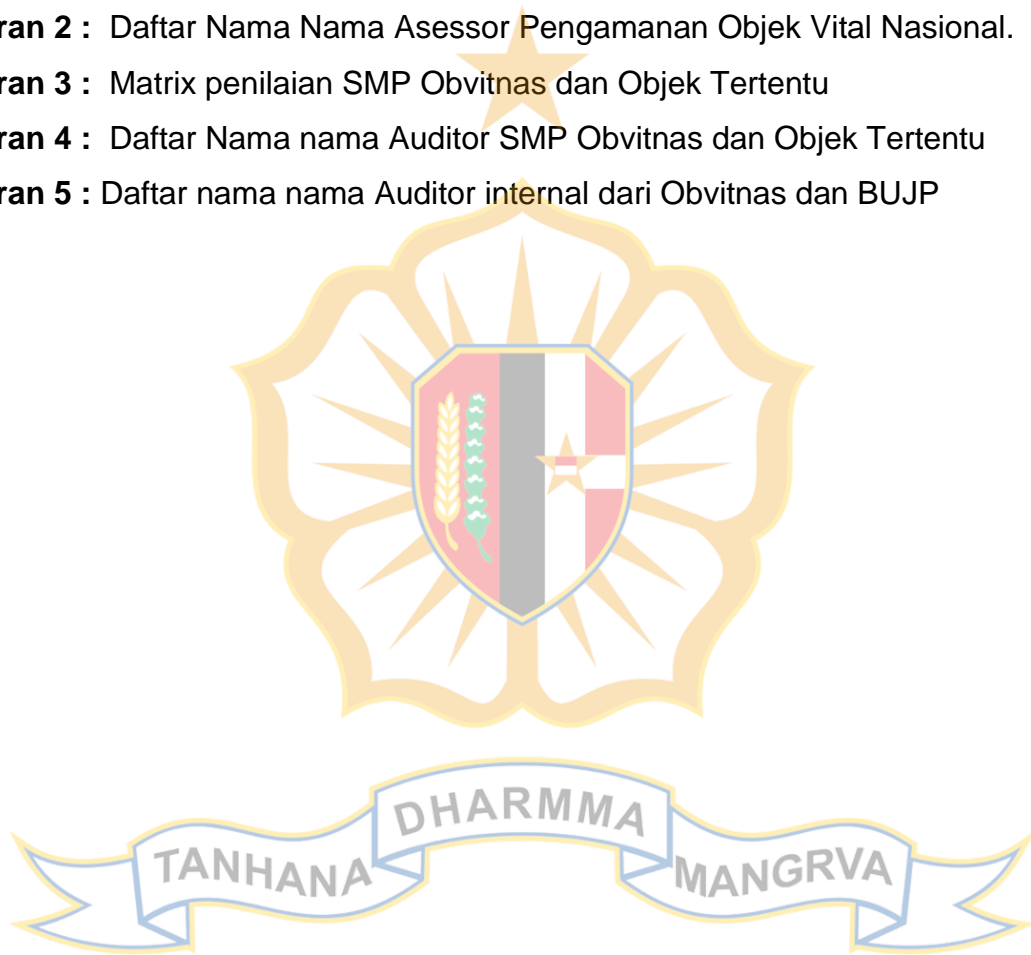 ran 2 : Daftar Nama Nama Asessor Pengamanan Objek Vital Nasional.
ran 3 : Matrix penilaian SMP Obvitnas dan Objek Tertentu
ran 4 : Daftar Nama nama Auditor SMP Obvitnas dan Objek Tertentu
ran 5 : Daftar nama nama Auditor internal dari Obvitnas dan BUJP
TANHANA DHARMMA MANGRVA